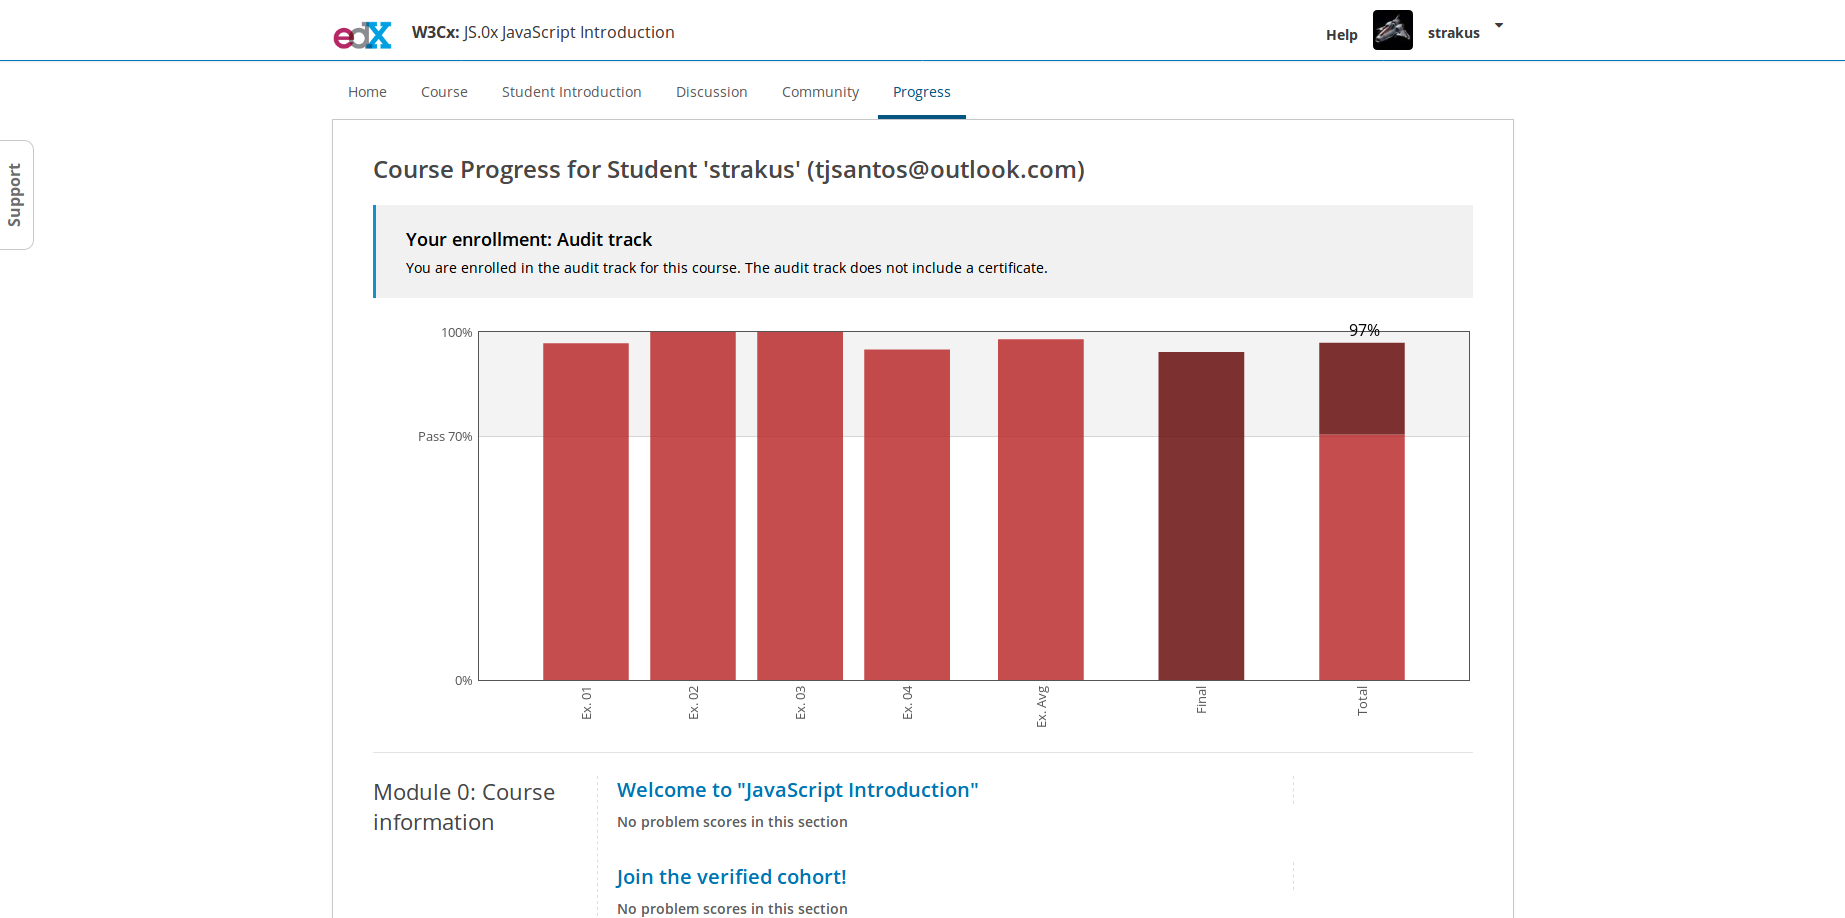 edX
W3Cx: JS.0x JavaScript Introduction
Help
strakus
Home
Course
Student Introduction
Discussion
Community
Progress
Support
Course Progress for Student 'strakus' (tjsantos@outlook.com)
Your enrollment: Audit track
You are enrolled in the audit track for this course. The audit track does not include a certificate.
100%
97%
Pass 70%
0%
Ex. 01
Ex. 02
Ex. 03
Ex. 04
Ex. Avg
Final
Total
Module 0: Course
information
Welcome to "JavaScript Introduction"
No problem scores in this section
Join the verified cohort!
No problem scores in this section